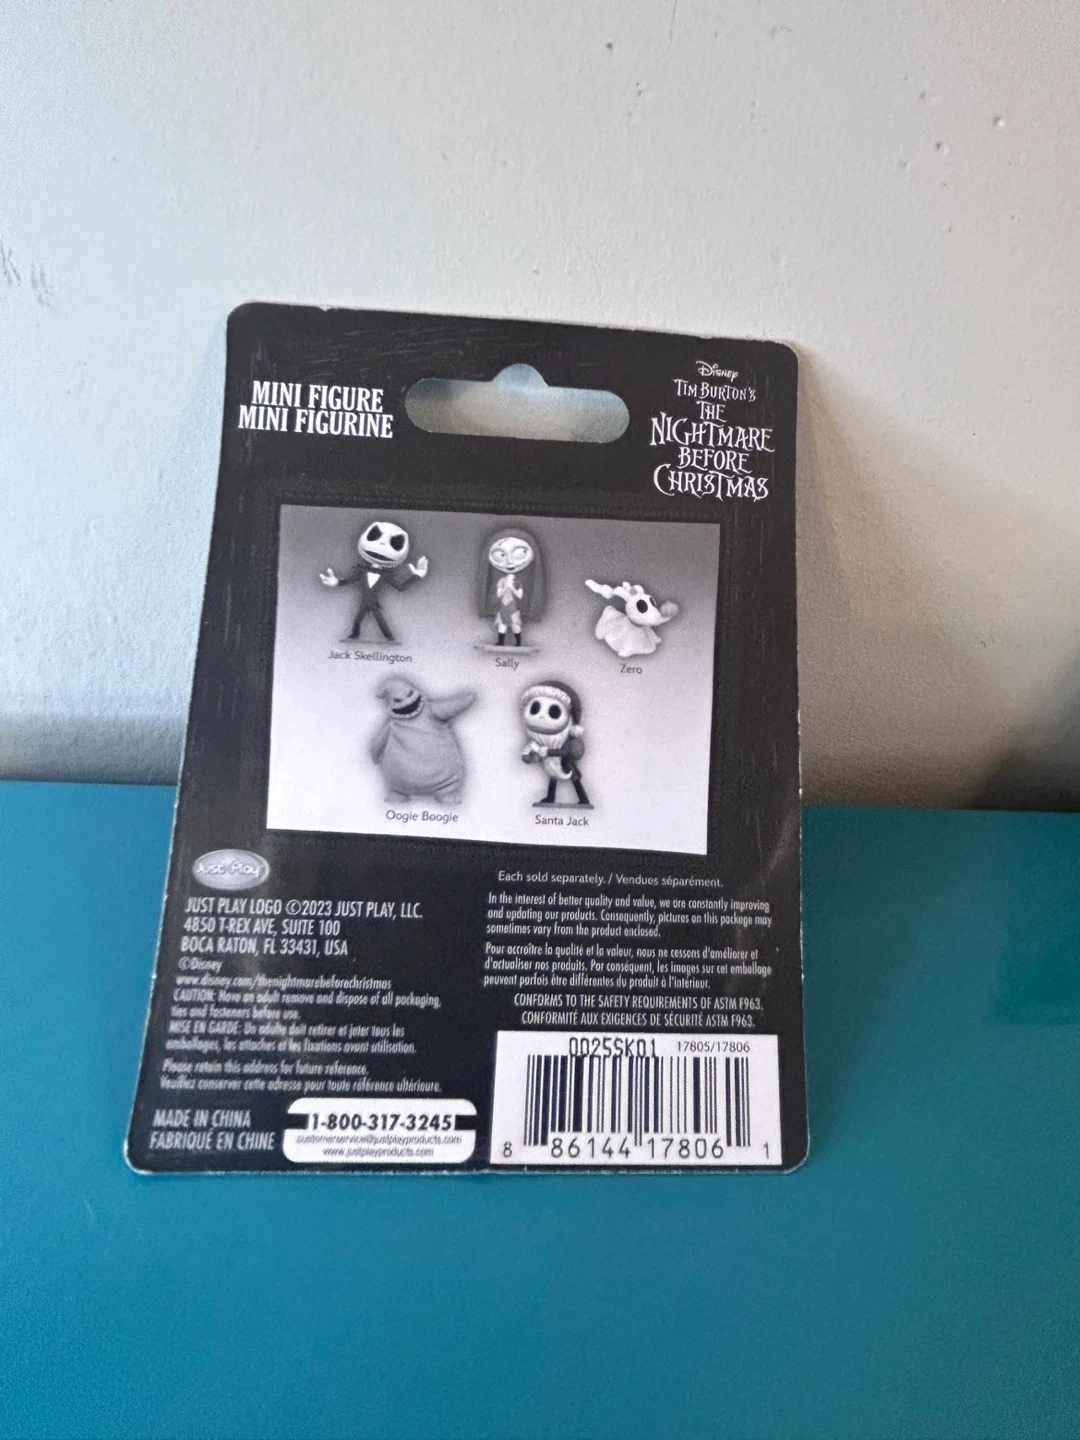 MINI FIGURE
MINI FIGURINE
Disney
TIM BURTON'S
THE
NIGHTMARE
BEFORE
CHRISTMAS
Jack Skellington
Sally
Zero
Oogie Boogie
Santa Jack
Just Play
JUST PLAY LOGO ©2023 JUST PLAY, LLC.
4850 T-REX AVE, SUITE 100
BOCA RATON, FL 33431, USA
©Disney
www.disney.com/thenightmarebeforechristmas
CAUTION: Have an adult remove and dispose of all packaging,
ties and fasteners before use.
MISE EN GARDE: Un adulte doit retirer et jeter tous les
emballages, les attaches et les fixations avant utilisation.
Please retain this address for future reference.
Veuillez conserver cette adresse pour toute référence ultérieure.
MADE IN CHINA
FABRIQUÉ EN CHINE
1-800-317-3245
customerservice@justplayproducts.com
www.justplayproducts.com
Each sold separately. / Vendues séparément.
In the interest of better quality and value, we are constantly improving
and updating our products. Consequently, pictures on this package may
sometimes vary from the product enclosed.
Pour accroître la qualité et la valeur, nous ne cessons d'améliorer et
d'actualiser nos produits. Par conséquent, les images sur cet emballage
peuvent parfois être différentes du produit à l'intérieur.
CONFORMS TO THE SAFETY REQUIREMENTS OF ASTM F963.
CONFORMITÉ AUX EXIGENCES DE SÉCURITÉ ASTM F963.
0025SK01 17805/17806
8 86144 17806 1